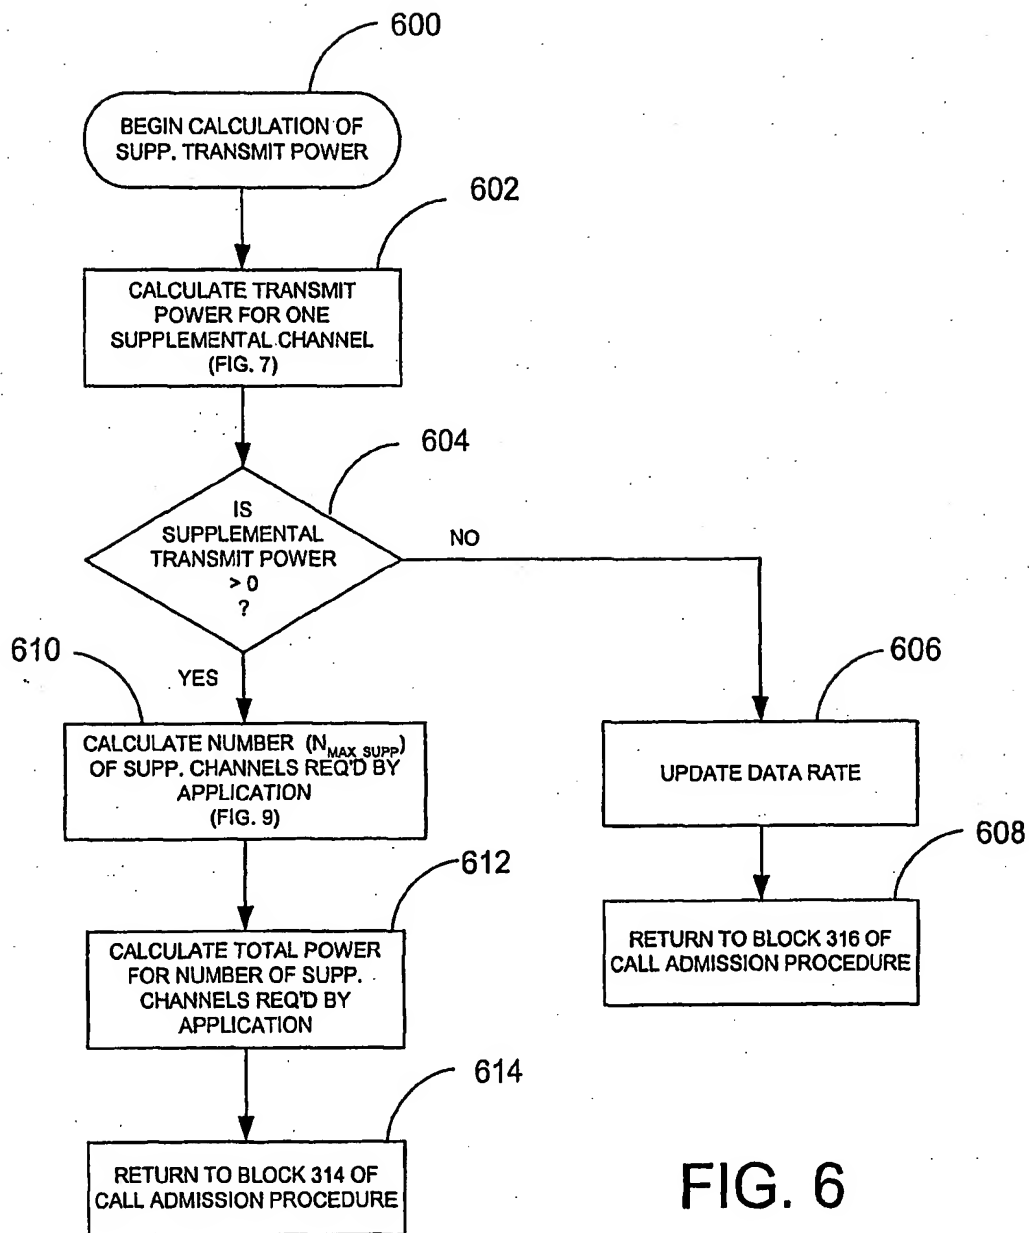 600
BEGIN CALCULATION OF
SUPP. TRANSMIT POWER
602
CALCULATE TRANSMIT
POWER FOR ONE
SUPPLEMENTAL CHANNEL
(FIG. 7)
604
IS
SUPPLEMENTAL
TRANSMIT POWER
> 0
?
NO
YES
610
CALCULATE NUMBER (N_MAX SUPP)
OF SUPP. CHANNELS REQ'D BY
APPLICATION
(FIG. 9)
606
UPDATE DATA RATE
612
CALCULATE TOTAL POWER
FOR NUMBER OF SUPP.
CHANNELS REQ'D BY
APPLICATION
608
RETURN TO BLOCK 316 OF
CALL ADMISSION PROCEDURE
614
RETURN TO BLOCK 314 OF
CALL ADMISSION PROCEDURE
FIG. 6